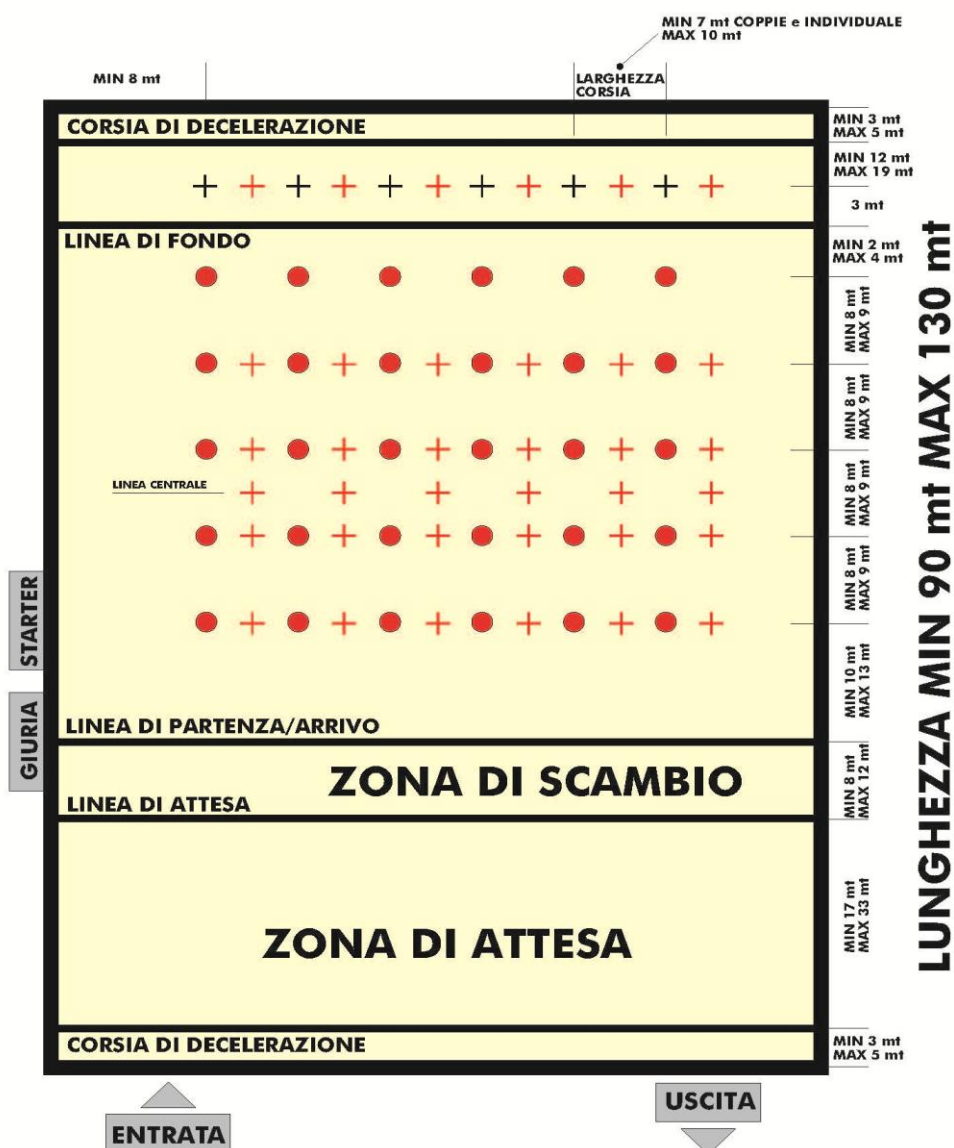 MIN 7 mt COPPIE e INDIVIDUALE
MAX 10 mt
MIN 8 mt
LARGHEZZA
CORSIA
CORSIA DI DECELERAZIONE
MIN 3 mt
MAX 5 mt
MIN 12 mt
MAX 19 mt
3 mt
LINEA DI FONDO
MIN 2 mt
MAX 4 mt
MIN 8 mt
MAX 9 mt
MIN 8 mt
MAX 9 mt
LINEA CENTRALE
MIN 8 mt
MAX 9 mt
MIN 8 mt
MAX 9 mt
STARTER
GIURIA
MIN 10 mt
MAX 13 mt
LINEA DI PARTENZA/ARRIVO
ZONA DI SCAMBIO
LINEA DI ATTESA
MIN 8 mt
MAX 12 mt
ZONA DI ATTESA
MIN 17 mt
MAX 33 mt
CORSIA DI DECELERAZIONE
MIN 3 mt
MAX 5 mt
LUNGHEZZA MIN 90 mt MAX 130 mt
ENTRATA
USCITA